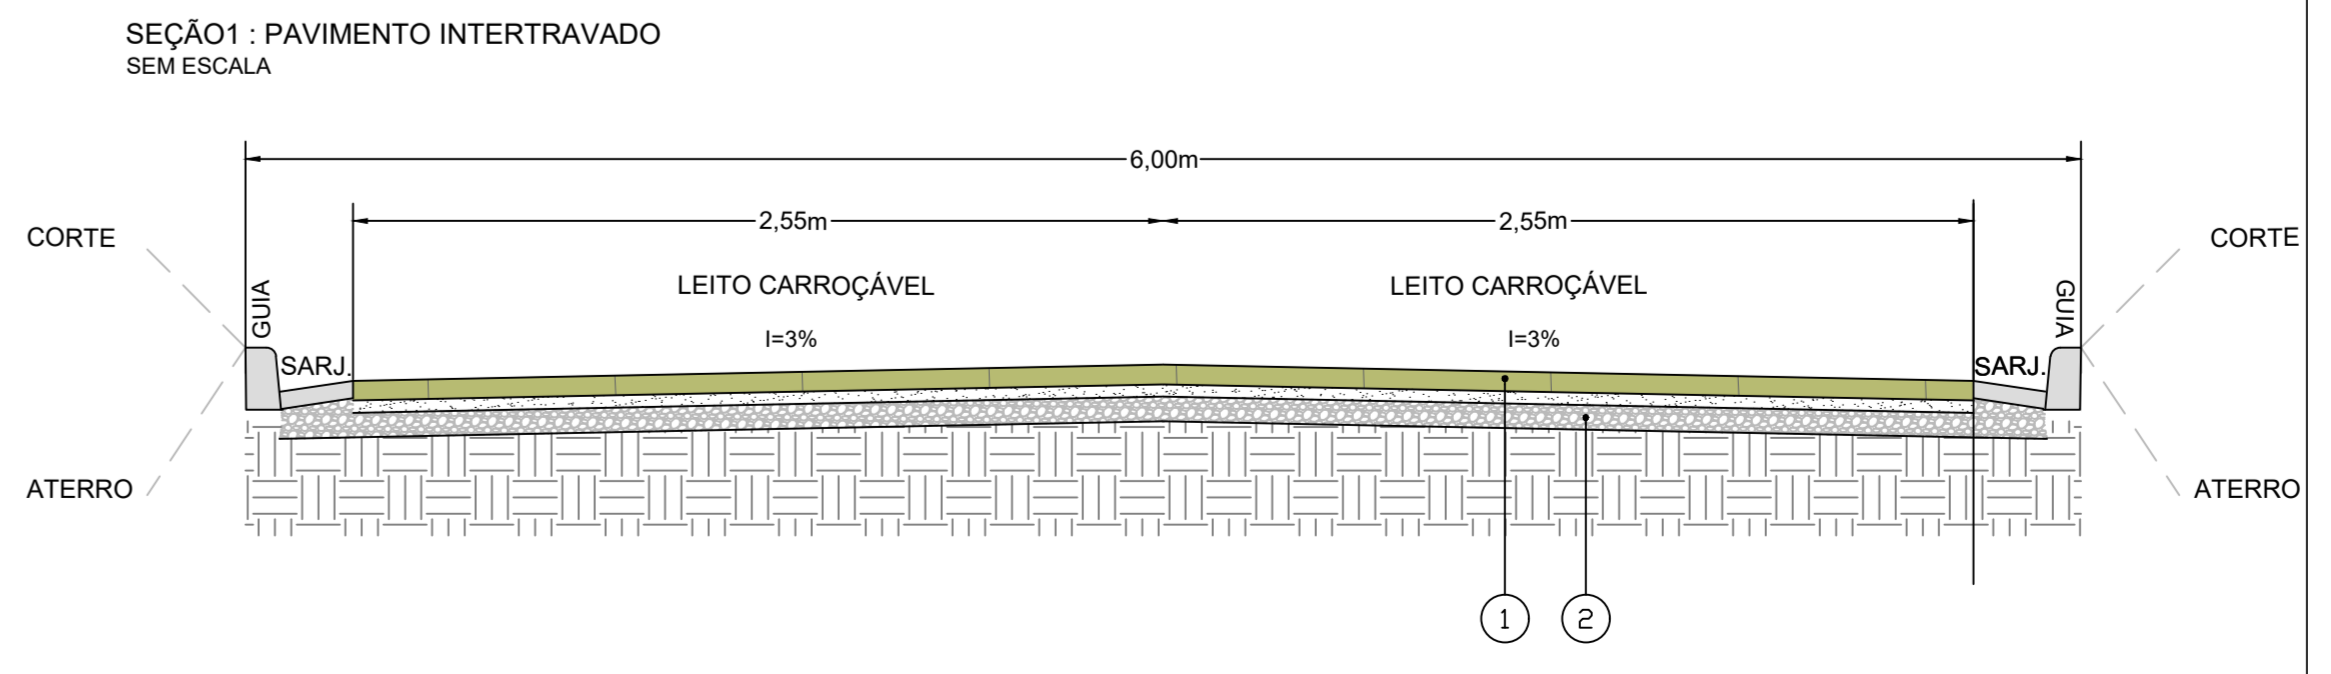 SEÇÃO1 : PAVIMENTO INTERTRAVADO
SEM ESCALA
6,00m
2,55m
2,55m
CORTE
CORTE
LEITO CARROÇÁVEL
LEITO CARROÇÁVEL
GUIA
GUIA
I=3%
I=3%
SARJ.
SARJ.
ATERRO
ATERRO
1
2